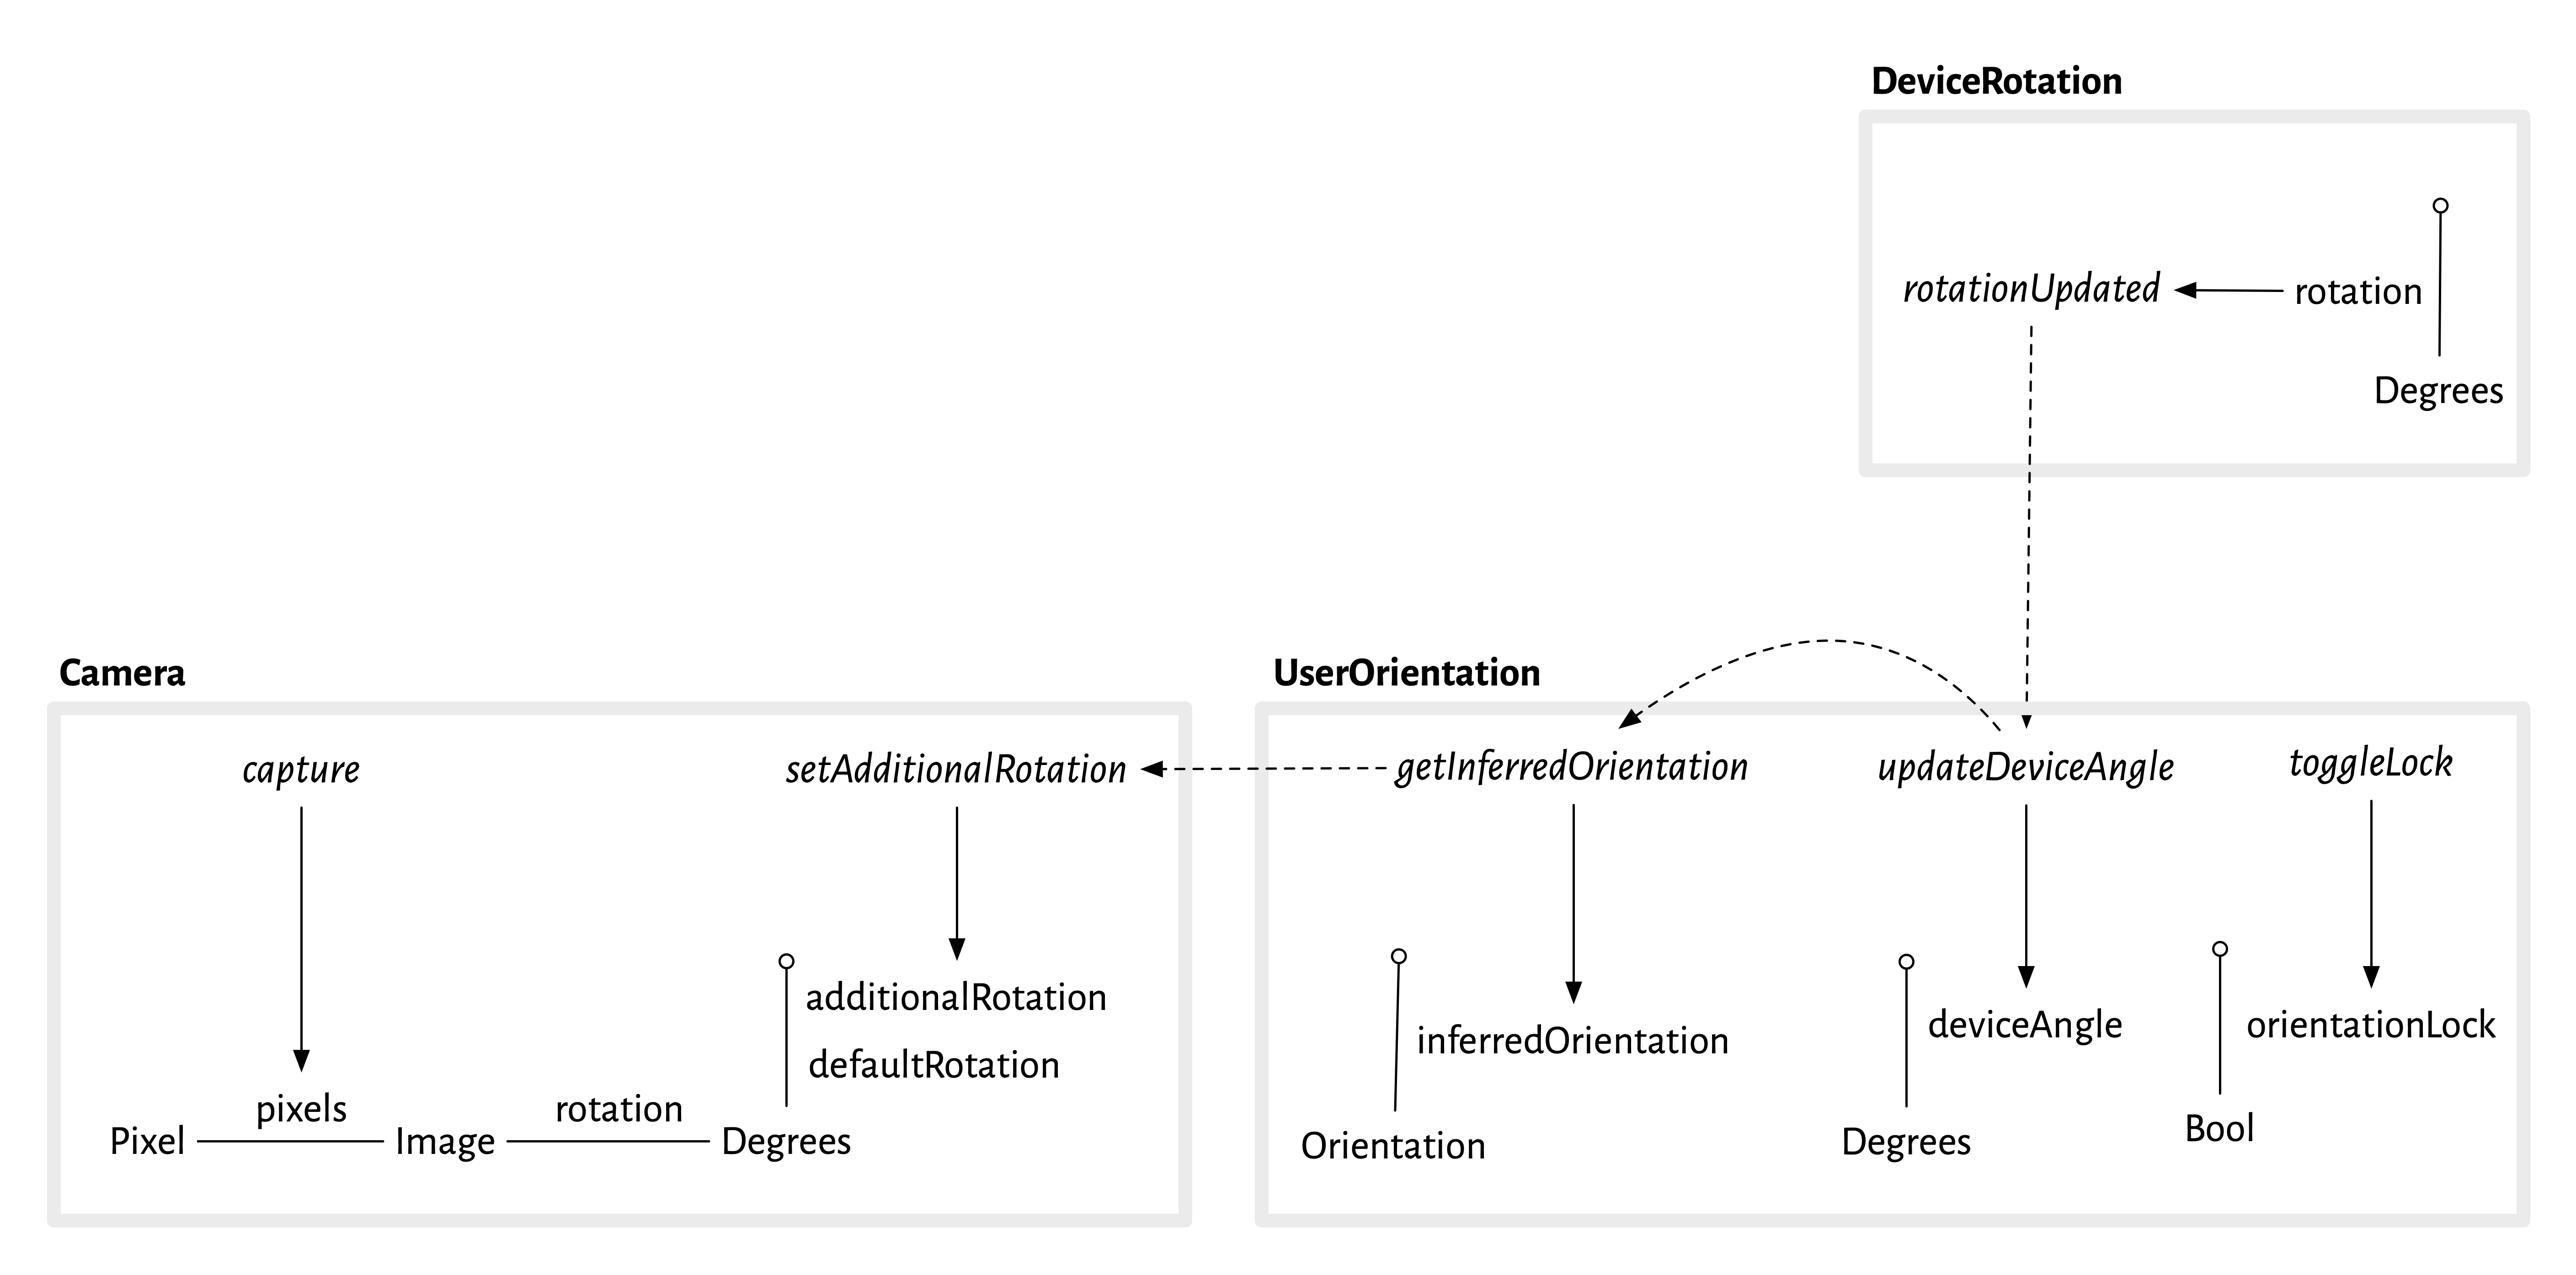 DeviceRotation
rotationUpdated
rotation
Degrees
Camera
capture
setAdditionalRotation
additionalRotation
defaultRotation
pixels
rotation
Pixel
Image
Degrees
UserOrientation
getInferredOrientation
updateDeviceAngle
toggleLock
inferredOrientation
deviceAngle
orientationLock
Orientation
Degrees
Bool